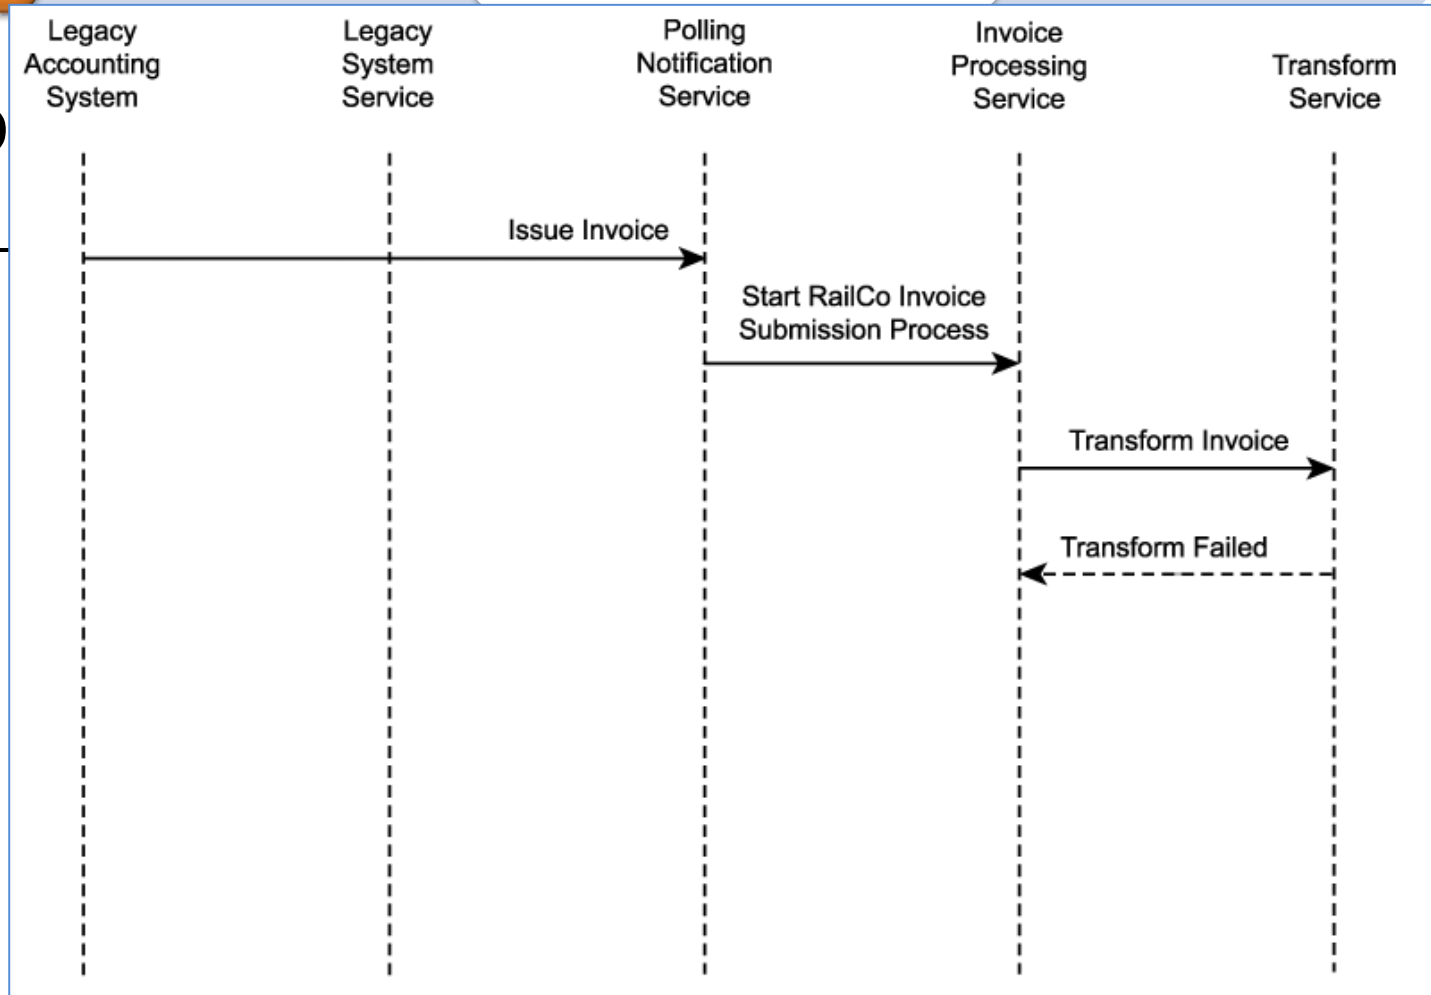 Legacy
Accounting
System
Legacy
System
Service
Polling
Notification
Service
Invoice
Processing
Service
Transform
Service
Issue Invoice
Start RailCo Invoice
Submission Process
Transform Invoice
Transform Failed